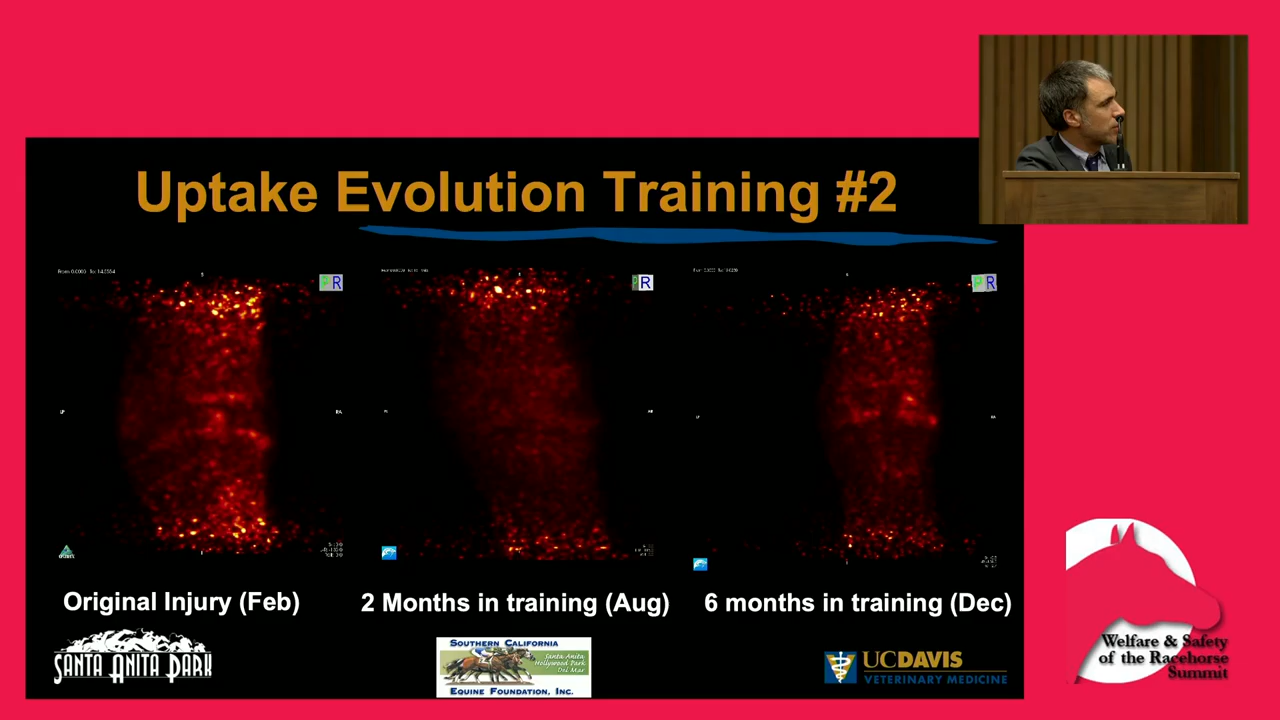 Uptake Evolution Training #2
P R
R
P R
Original Injury (Feb)
2 Months in training (Aug)
6 months in training (Dec)
SANTA ANITA PARK
SOUTHERN CALIFORNIA
Santa Anita
Hollywood Park
Del Mar
EQUINE FOUNDATION, INC.
UCDAVIS
VETERINARY MEDICINE
Welfare & Safety
of the Racehorse
Summit